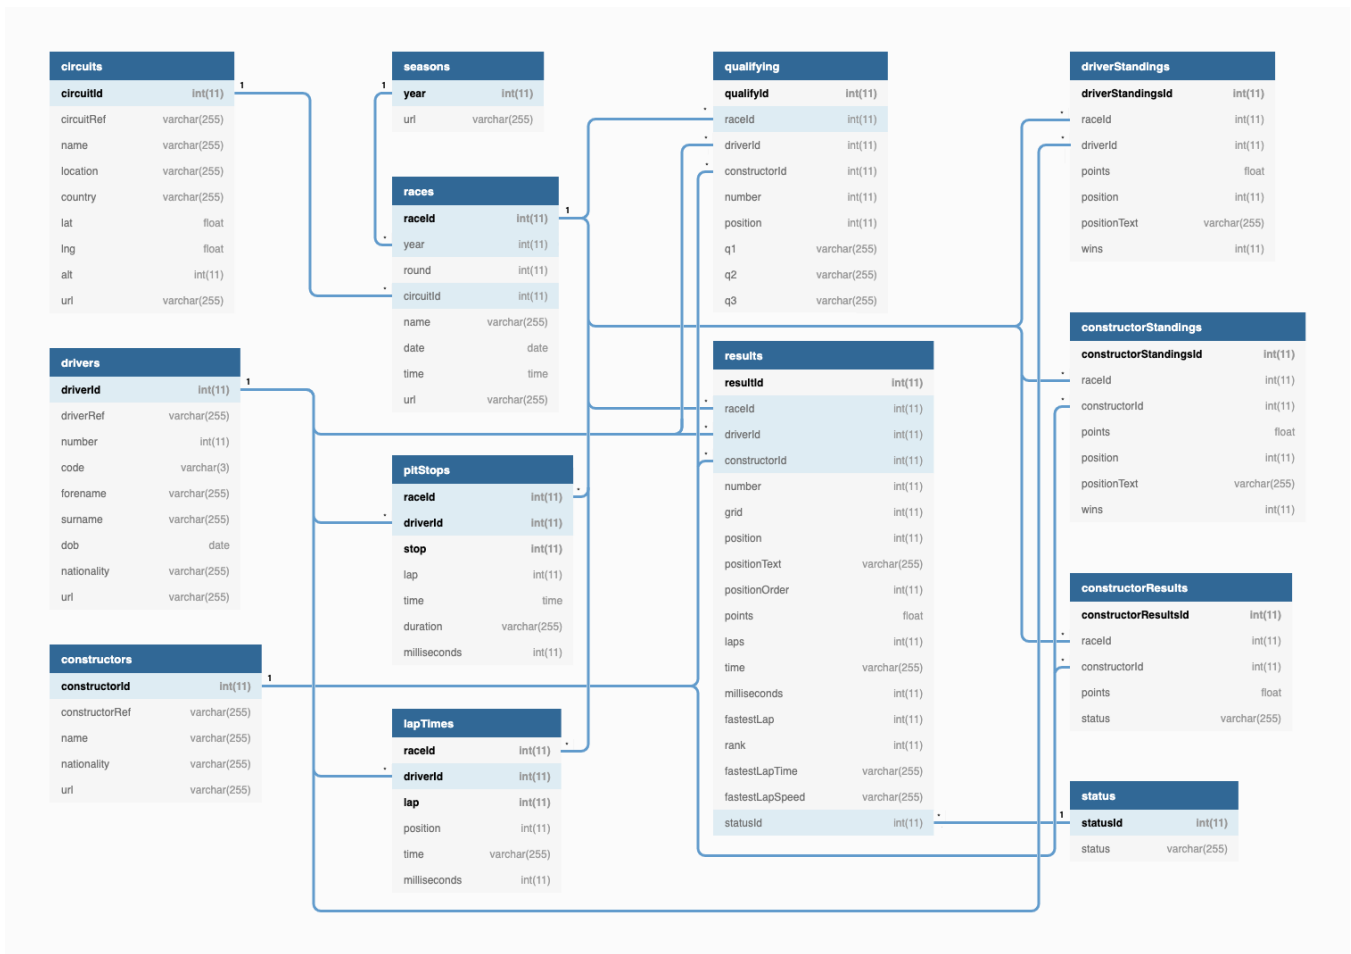 circuits
circuitId int(11)
circuitRef varchar(255)
name varchar(255)
location varchar(255)
country varchar(255)
lat float
lng float
alt int(11)
url varchar(255)
1
drivers
driverId int(11)
driverRef varchar(255)
number int(11)
code varchar(3)
forename varchar(255)
surname varchar(255)
dob date
nationality varchar(255)
url varchar(255)
1
constructors
constructorId int(11)
constructorRef varchar(255)
name varchar(255)
nationality varchar(255)
url varchar(255)
1
seasons
1
year int(11)
url varchar(255)
races
raceId int(11)
1
* year int(11)
round int(11)
* circuitId int(11)
name varchar(255)
date date
time time
url varchar(255)
pitStops
raceId int(11) *
* driverId int(11)
stop int(11)
lap int(11)
time time
duration varchar(255)
milliseconds int(11)
lapTimes
raceId int(11) *
* driverId int(11)
lap int(11)
position int(11)
time varchar(255)
milliseconds int(11)
qualifying
qualifyId int(11)
* raceId int(11)
* driverId int(11)
* constructorId int(11)
number int(11)
position int(11)
q1 varchar(255)
q2 varchar(255)
q3 varchar(255)
results
resultId int(11)
* raceId int(11)
* driverId int(11)
* constructorId int(11)
number int(11)
grid int(11)
position int(11)
positionText varchar(255)
positionOrder int(11)
points float
laps int(11)
time varchar(255)
milliseconds int(11)
fastestLap int(11)
rank int(11)
fastestLapTime varchar(255)
fastestLapSpeed varchar(255)
statusId int(11) *
driverStandings
driverStandingsId int(11)
* raceId int(11)
* driverId int(11)
points float
position int(11)
positionText varchar(255)
wins int(11)
constructorStandings
constructorStandingsId int(11)
* raceId int(11)
* constructorId int(11)
points float
position int(11)
positionText varchar(255)
wins int(11)
constructorResults
constructorResultsId int(11)
* raceId int(11)
* constructorId int(11)
points float
status varchar(255)
status
1 statusId int(11)
status varchar(255)